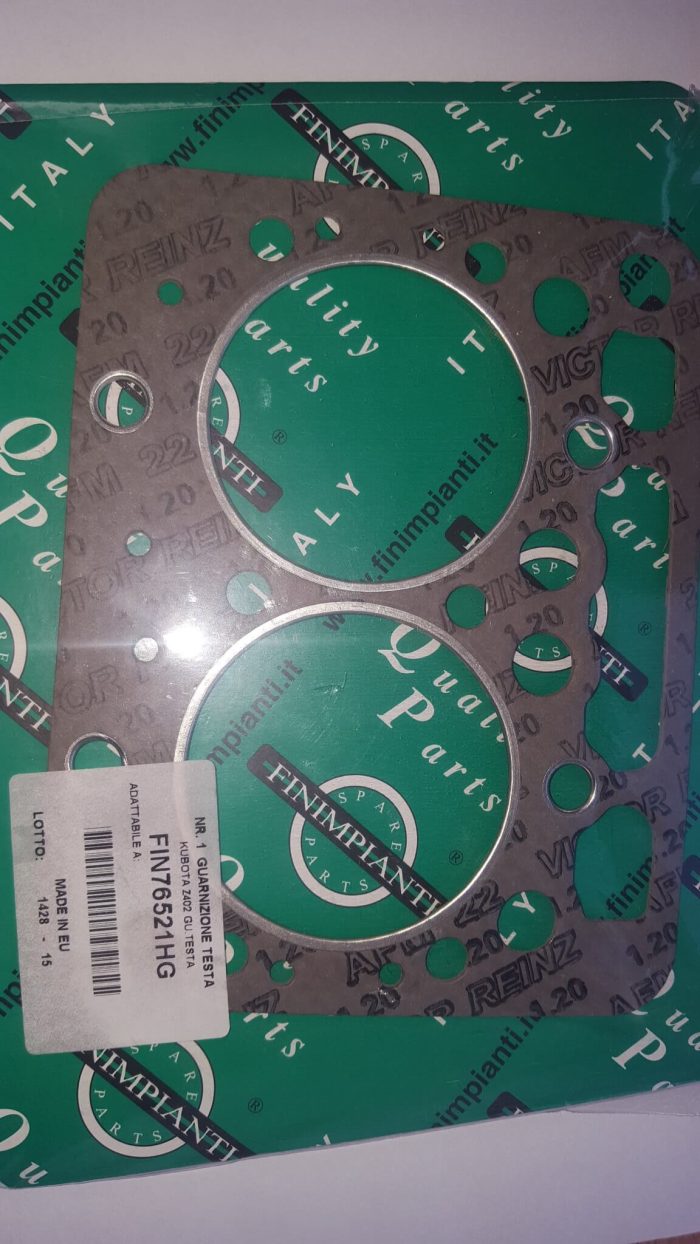 NR. 1 GUARNIZIONE TESTA
KUBOTA Z402 GU.TESTA
FIN76521HG
ADATTABILE A:
MADE IN EU
LOTTO: 1428 - 15
www.finimpianti.it
FINIMPIANTI
SPARE
PARTS
Quality
Parts
ITALY
®
VICTOR REINZ
AFM 22
1.20